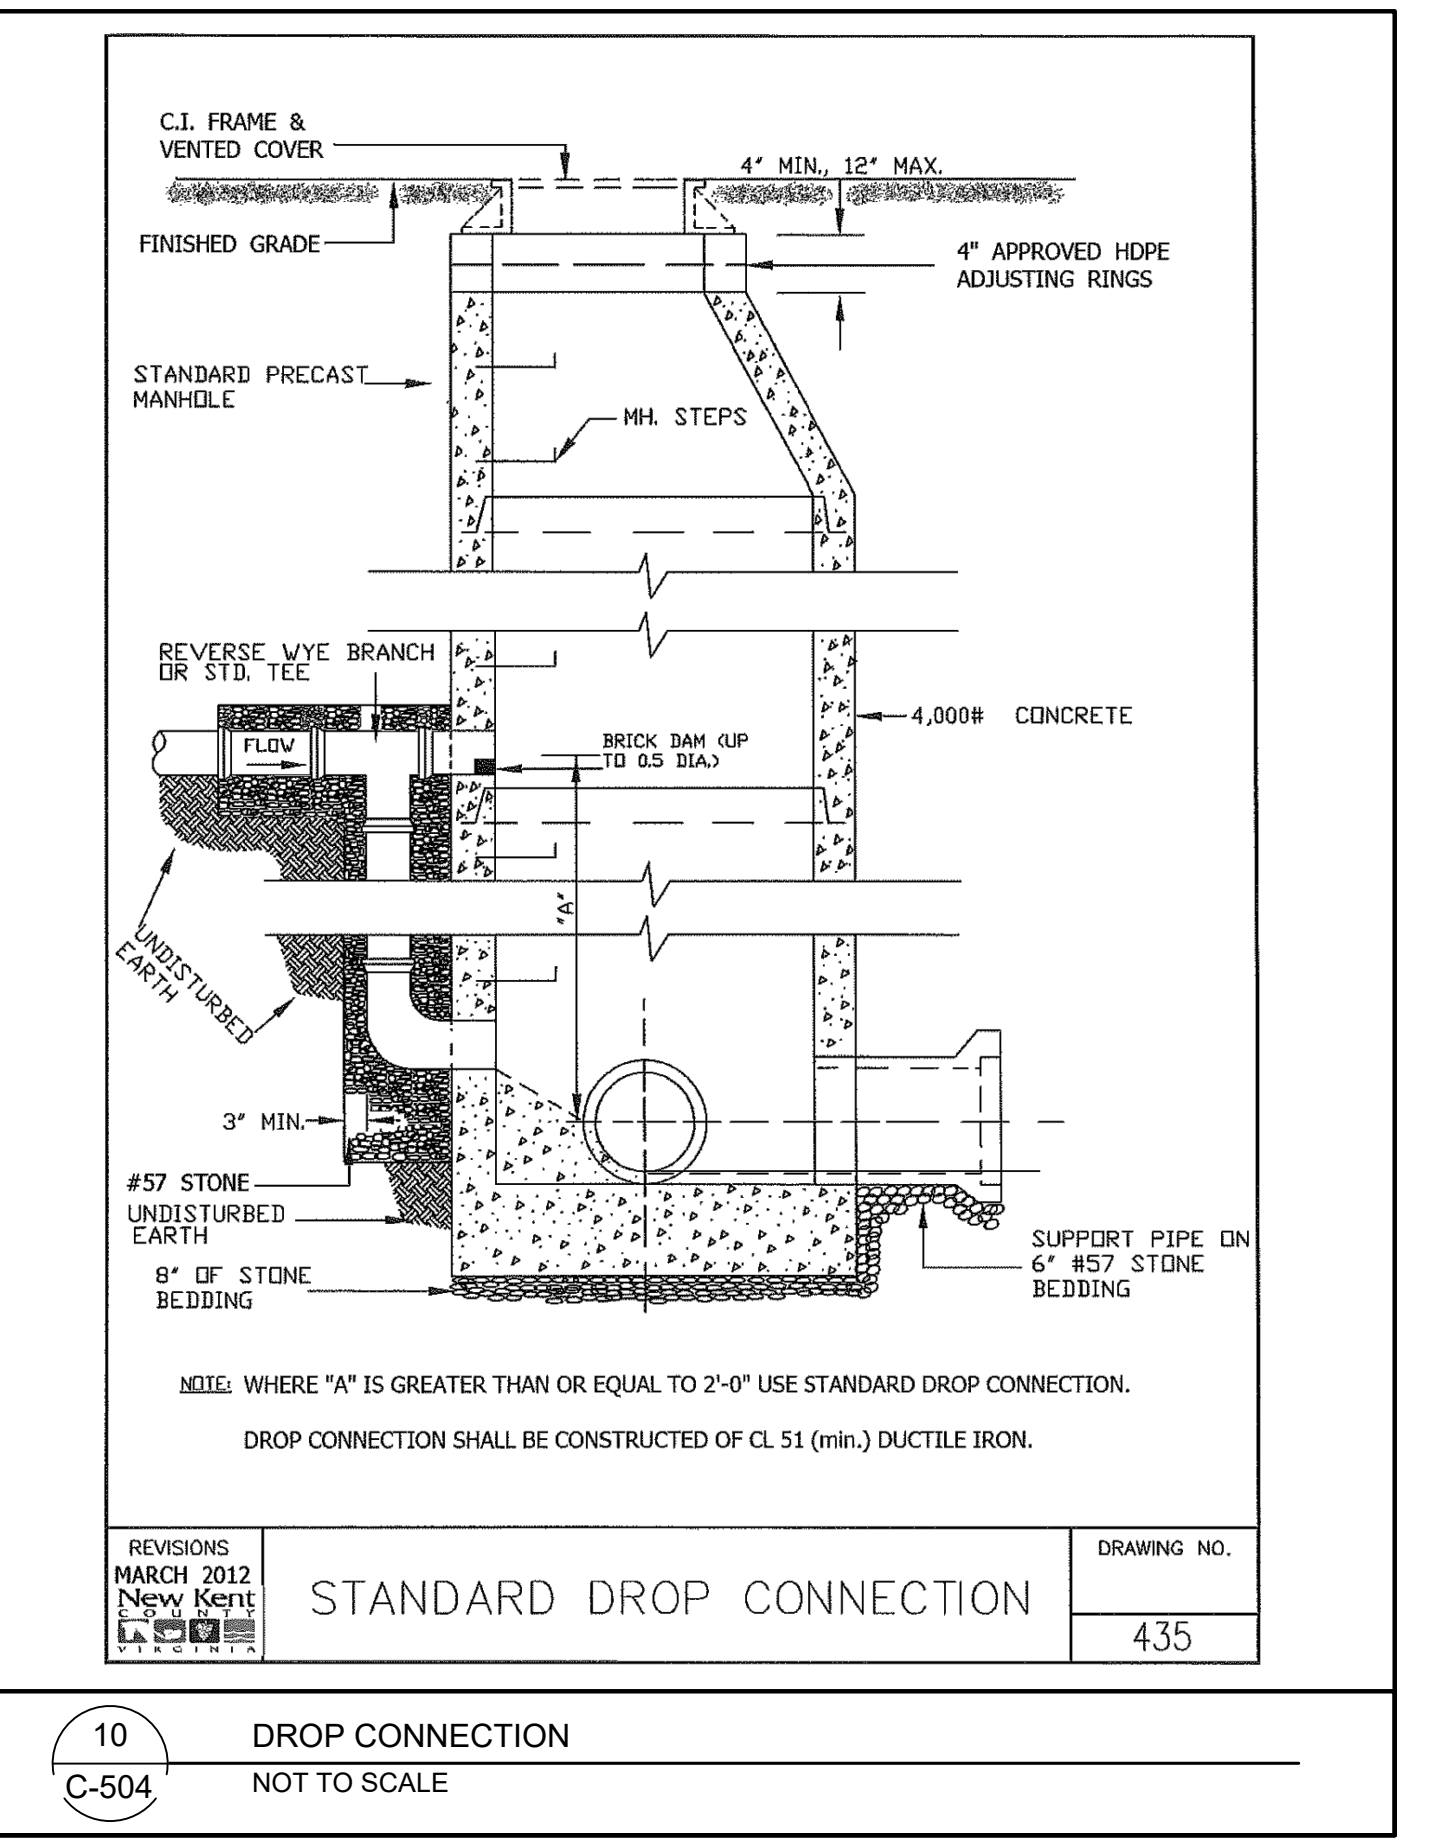 C.I. FRAME &
VENTED COVER
4" MIN., 12" MAX.
FINISHED GRADE
4" APPROVED HDPE
ADJUSTING RINGS
STANDARD PRECAST
MANHOLE
MH. STEPS
REVERSE WYE BRANCH
OR STD. TEE
4,000# CONCRETE
FLOW
BRICK DAM (UP
TO 0.5 DIA.)
"A"
UNDISTURBED
EARTH
3" MIN.
#57 STONE
UNDISTURBED
EARTH
8" OF STONE
BEDDING
SUPPORT PIPE ON
6" #57 STONE
BEDDING
NOTE: WHERE "A" IS GREATER THAN OR EQUAL TO 2'-0" USE STANDARD DROP CONNECTION.
DROP CONNECTION SHALL BE CONSTRUCTED OF CL 51 (min.) DUCTILE IRON.
REVISIONS
MARCH 2012
New Kent
COUNTY
VIRGINIA
STANDARD DROP CONNECTION
DRAWING NO.
435
10
C-504
DROP CONNECTION
NOT TO SCALE